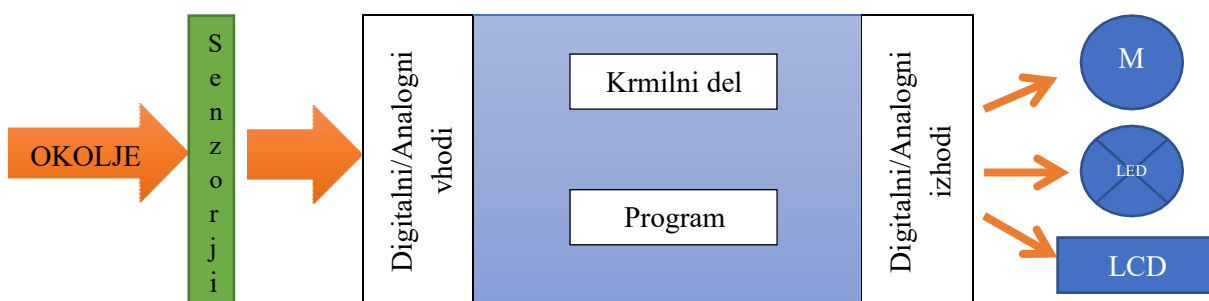 OKOLJE
Senzorji
Digitalni/Analogni
vhodi
Krmilni del
Program
Digitalni/Analogni
izhodi
M
LED
LCD